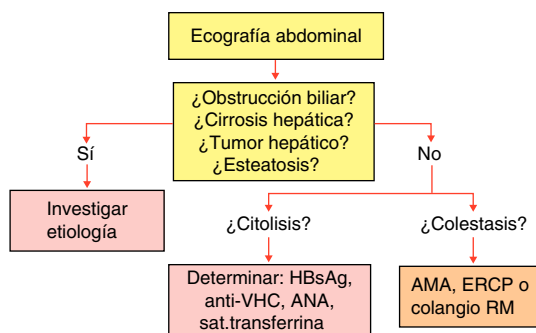 Ecografía abdominal
¿Obstrucción biliar?
¿Cirrosis hepática?
¿Tumor hepático?
¿Esteatosis?
Sí
No
Investigar
etiología
¿Citolisis?
¿Colestasis?
Determinar: HBsAg,
anti-VHC, ANA,
sat.transferrina
AMA, ERCP o
colangio RM